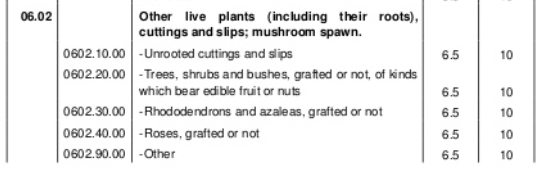 06.02 Other live plants (including their roots), cuttings and slips; mushroom spawn.
0602.10.00 -Unrooted cuttings and slips 6.5 10
0602.20.00 -Trees, shrubs and bushes, grafted or not, of kinds
which bear edible fruit or nuts 6.5 10
0602.30.00 -Rhododendrons and azaleas, grafted or not 6.5 10
0602.40.00 -Roses, grafted or not 6.5 10
0602.90.00 -Other 6.5 10